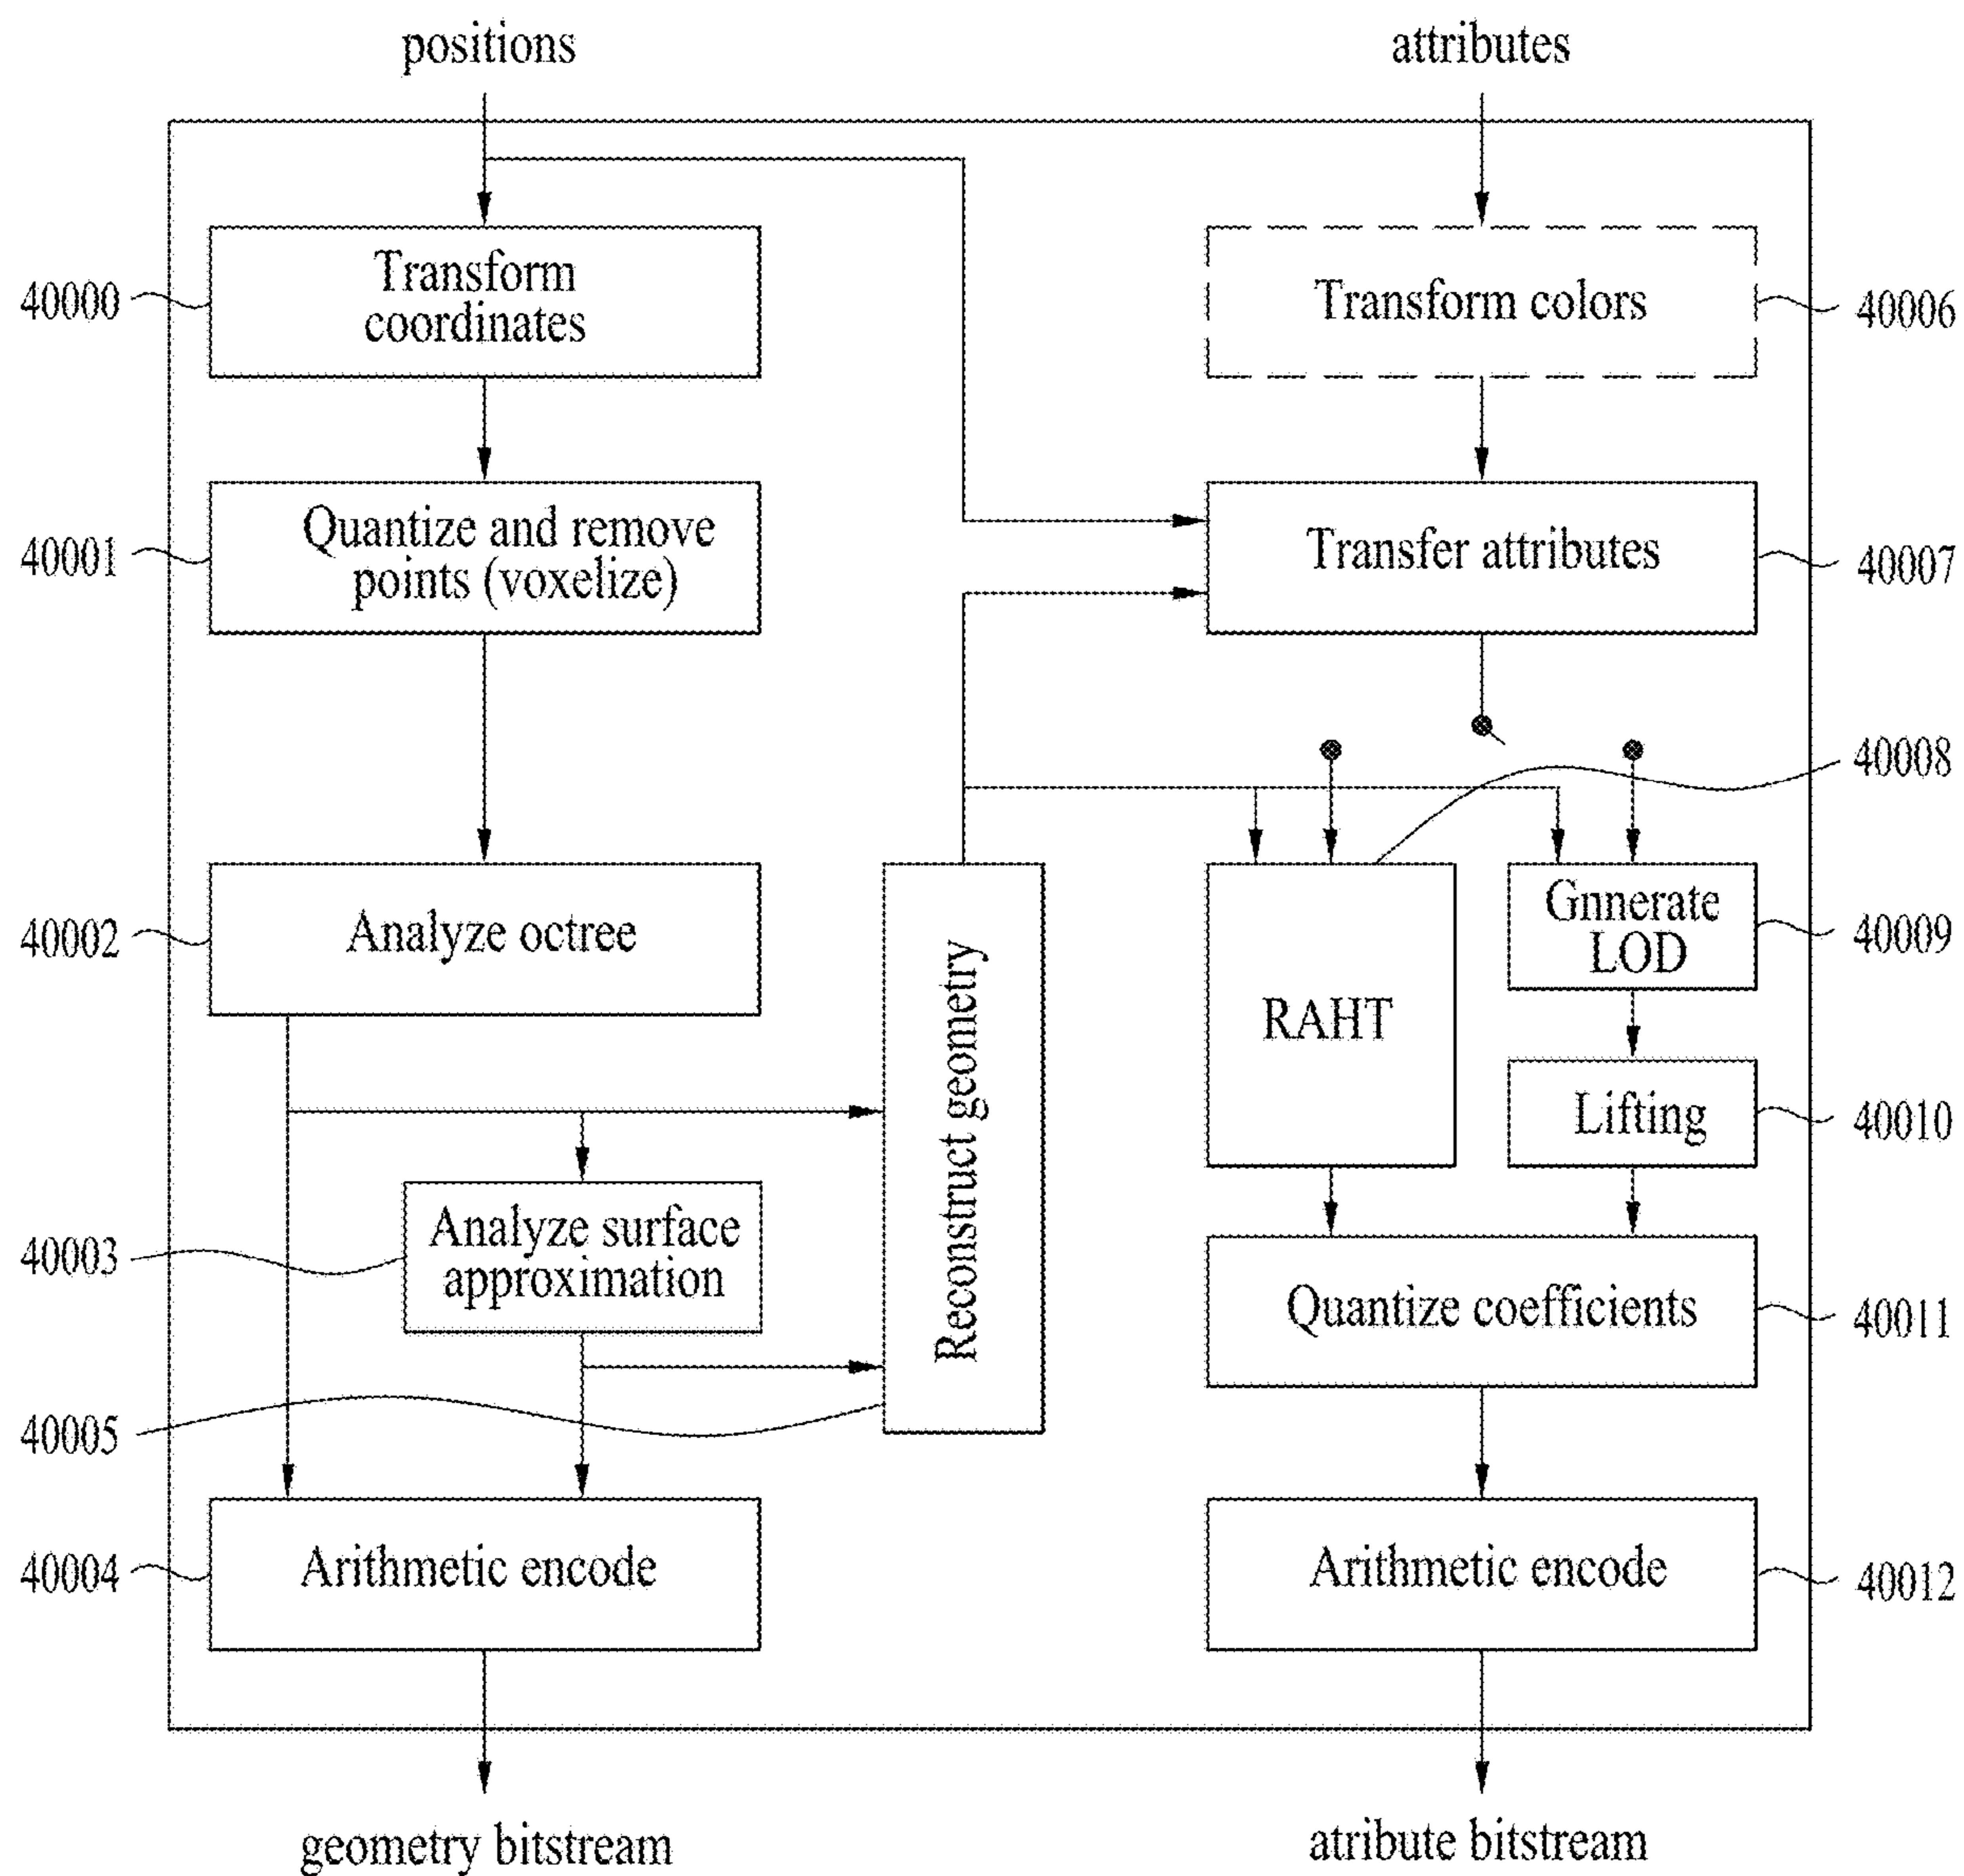 positions
attributes
40000
Transform
coordinates
Transform colors
40006
40001
Quantize and remove
points (voxelize)
Transfer attributes
40007
40008
40002
Analyze octree
Reconstruct geometry
RAHT
Gnnerate
LOD
40009
Lifting
40010
40003
Analyze surface
approximation
Quantize coefficients
40011
40005
40004
Arithmetic encode
Arithmetic encode
40012
geometry bitstream
atribute bitstream